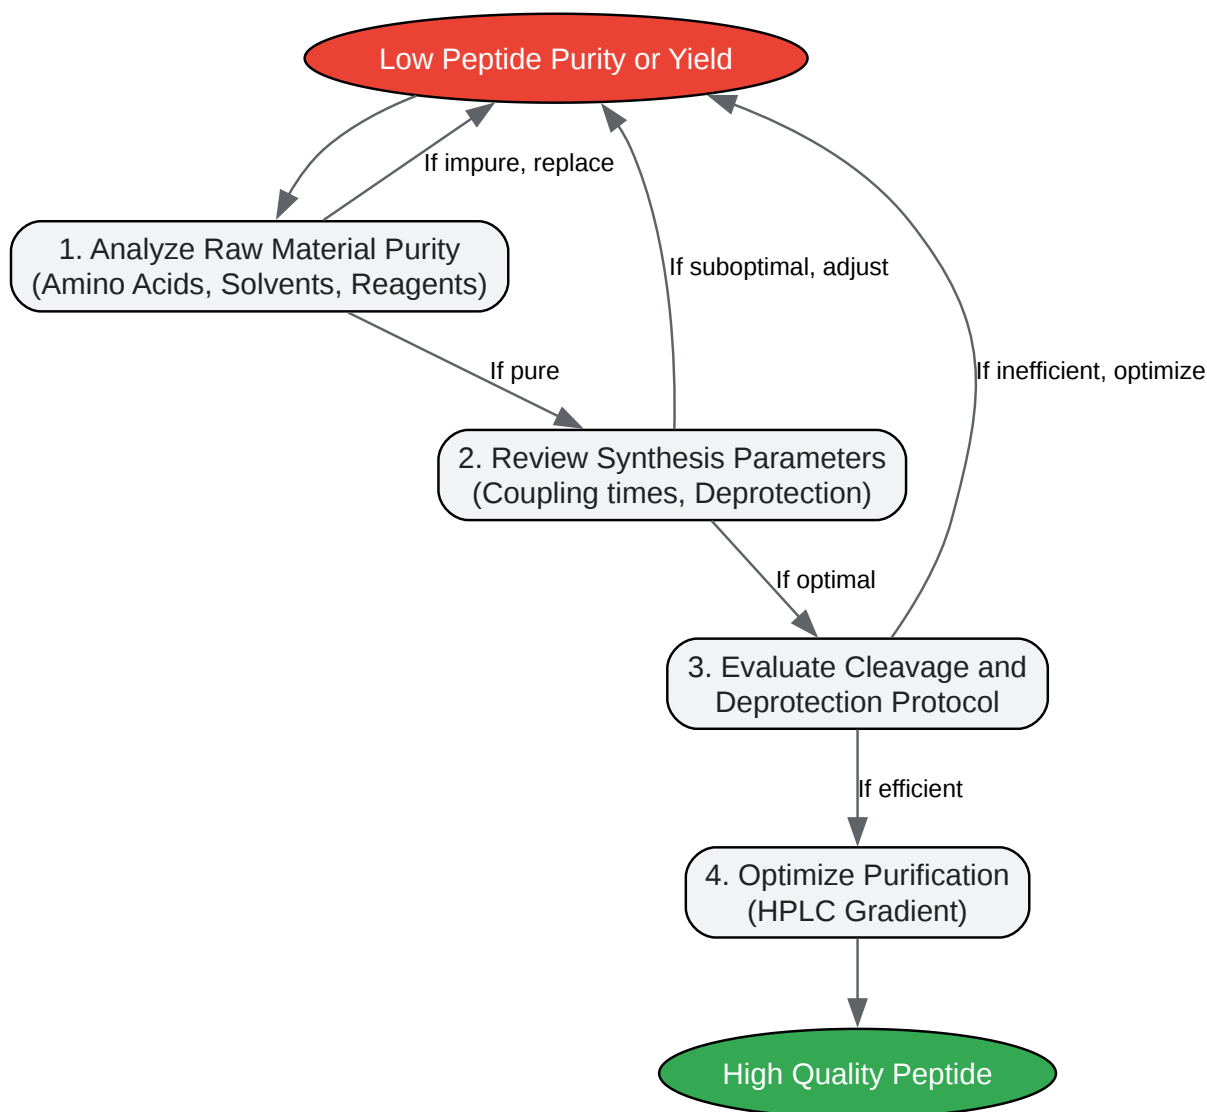 Low Peptide Purity or Yield
If impure, replace
1. Analyze Raw Material Purity
(Amino Acids, Solvents, Reagents)
If suboptimal, adjust
If pure
If inefficient, optimize
2. Review Synthesis Parameters
(Coupling times, Deprotection)
If optimal
3. Evaluate Cleavage and
Deprotection Protocol
If efficient
4. Optimize Purification
(HPLC Gradient)
High Quality Peptide